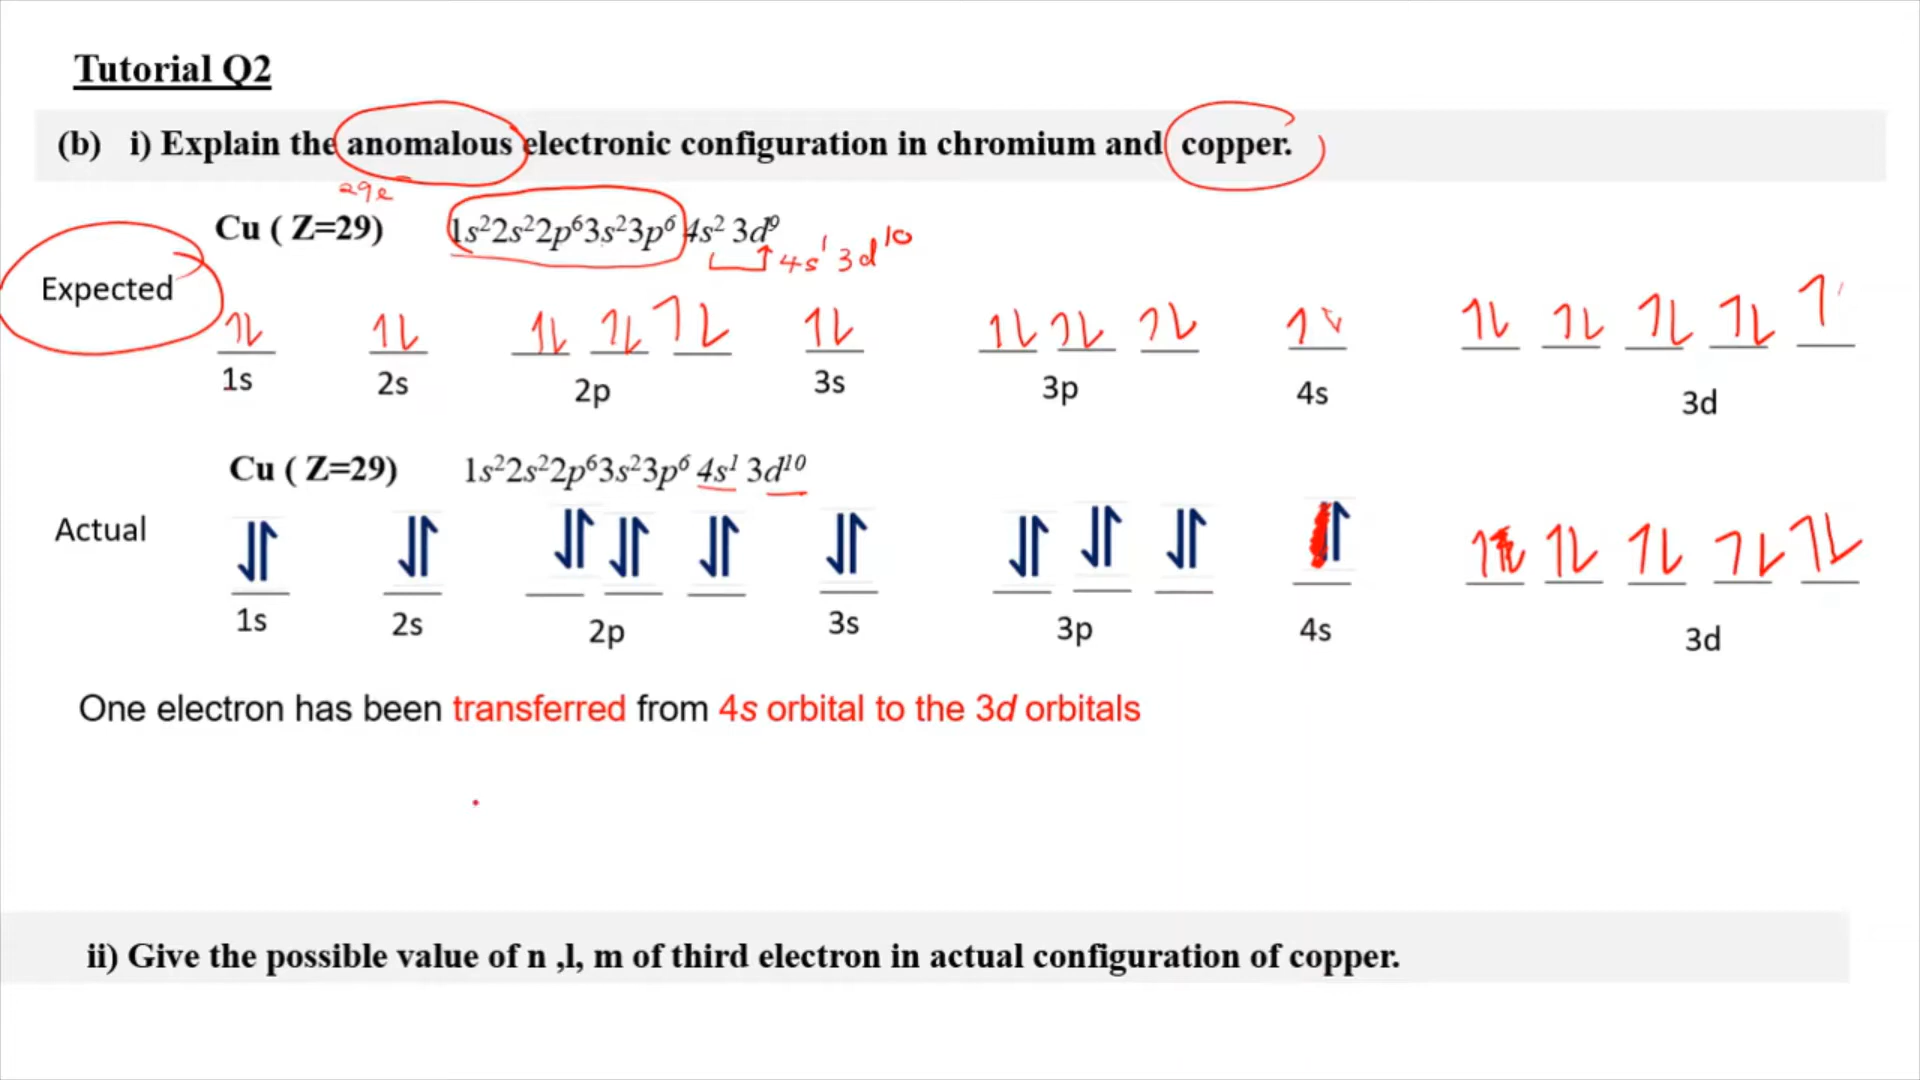 Tutorial Q2
(b) i) Explain the anomalous electronic configuration in chromium and copper.
29e⁻
Cu ( Z=29) 1s²2s²2p⁶3s²3p⁶ 4s² 3d⁹
4s¹ 3d¹⁰
Expected
1s 2s 2p 3s 3p 4s 3d
Cu ( Z=29) 1s²2s²2p⁶3s²3p⁶ 4s¹ 3d¹⁰
Actual
1s 2s 2p 3s 3p 4s 3d
One electron has been transferred from 4s orbital to the 3d orbitals
ii) Give the possible value of n ,l, m of third electron in actual configuration of copper.